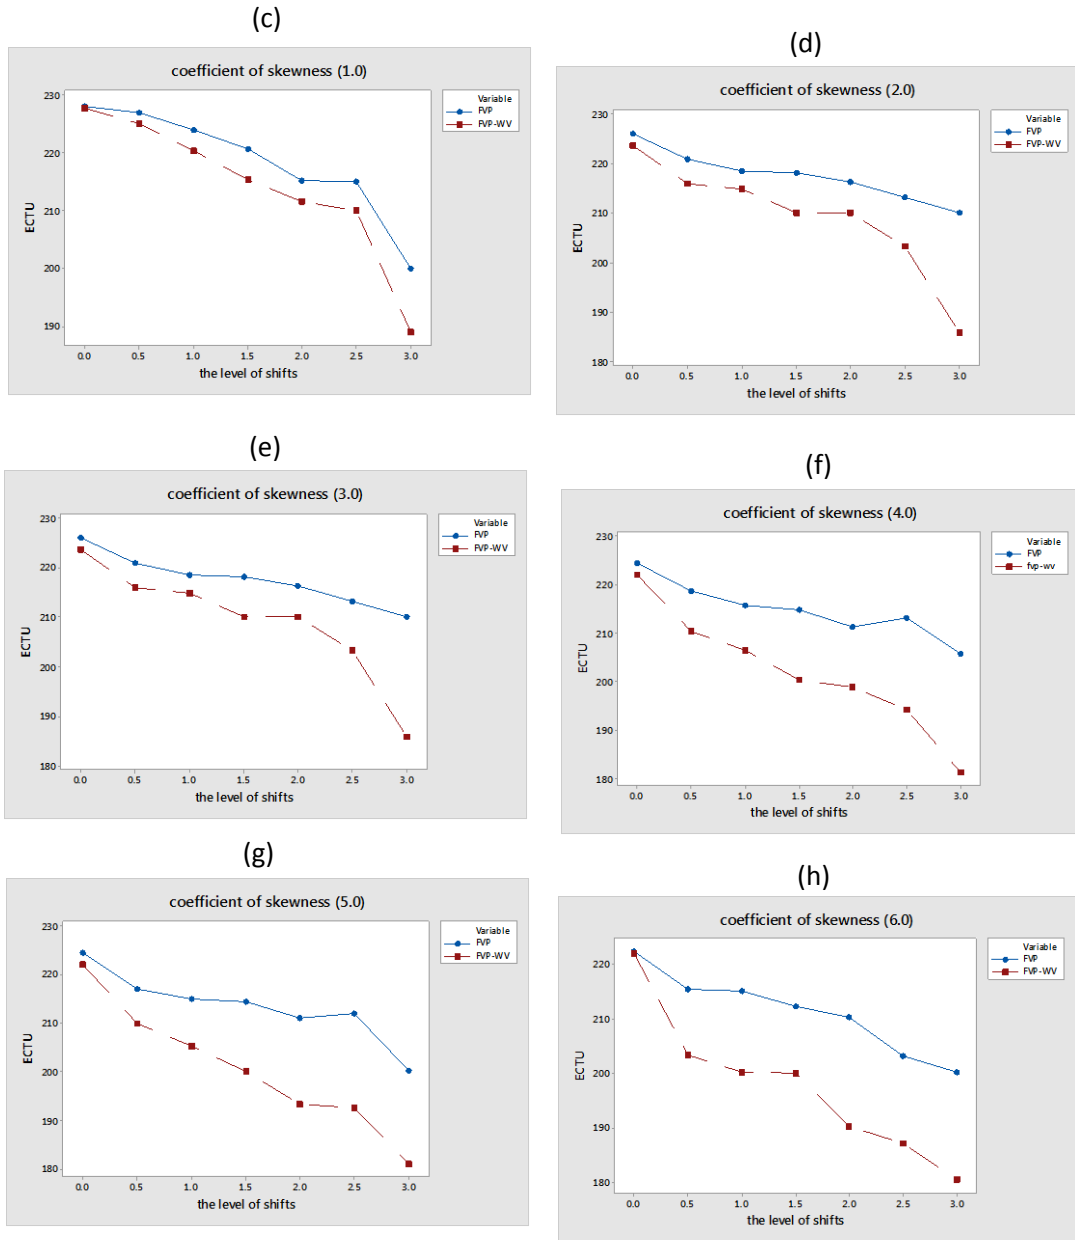 (c)
coefficient of skewness (1.0)
Variable
FVP
FVP-WV
230
220
210
200
190
ECTU
0.0 0.5 1.0 1.5 2.0 2.5 3.0
the level of shifts
(d)
coefficient of skewness (2.0)
Variable
FVP
FVP-WV
230
220
210
200
190
180
ECTU
0.0 0.5 1.0 1.5 2.0 2.5 3.0
the level of shifts
(e)
coefficient of skewness (3.0)
Variable
FVP
FVP-WV
230
220
210
200
190
180
ECTU
0.0 0.5 1.0 1.5 2.0 2.5 3.0
the level of shifts
(f)
coefficient of skewness (4.0)
Variable
FVP
fvp-wv
230
220
210
200
190
180
ECTU
0.0 0.5 1.0 1.5 2.0 2.5 3.0
the level of shifts
(g)
coefficient of skewness (5.0)
Variable
FVP
FVP-WV
230
220
210
200
190
180
ECTU
0.0 0.5 1.0 1.5 2.0 2.5 3.0
the level of shifts
(h)
coefficient of skewness (6.0)
Variable
FVP
FVP-WV
220
210
200
190
180
ECTU
0.0 0.5 1.0 1.5 2.0 2.5 3.0
the level of shifts